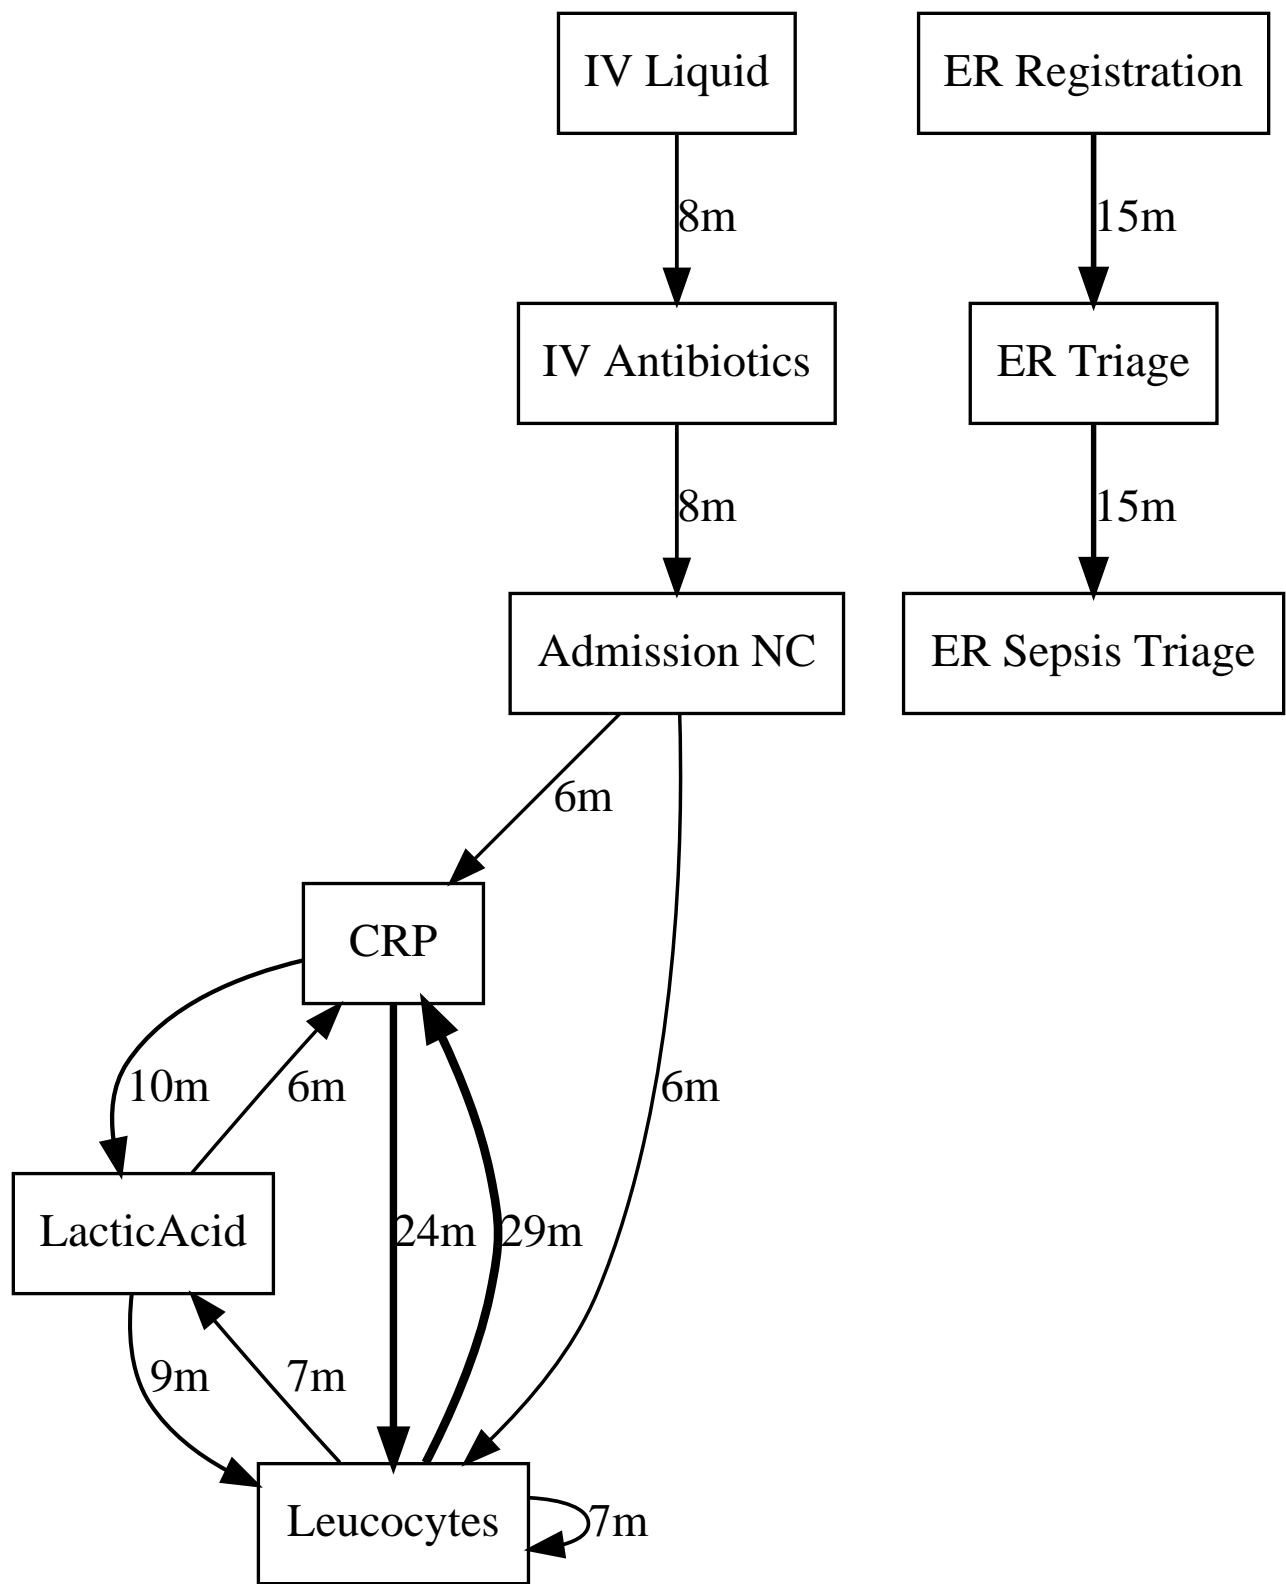 IV Liquid
ER Registration
8m
15m
IV Antibiotics
ER Triage
8m
15m
Admission NC
ER Sepsis Triage
6m
CRP
10m
6m
6m
LacticAcid
24m
29m
9m
7m
Leucocytes
7m